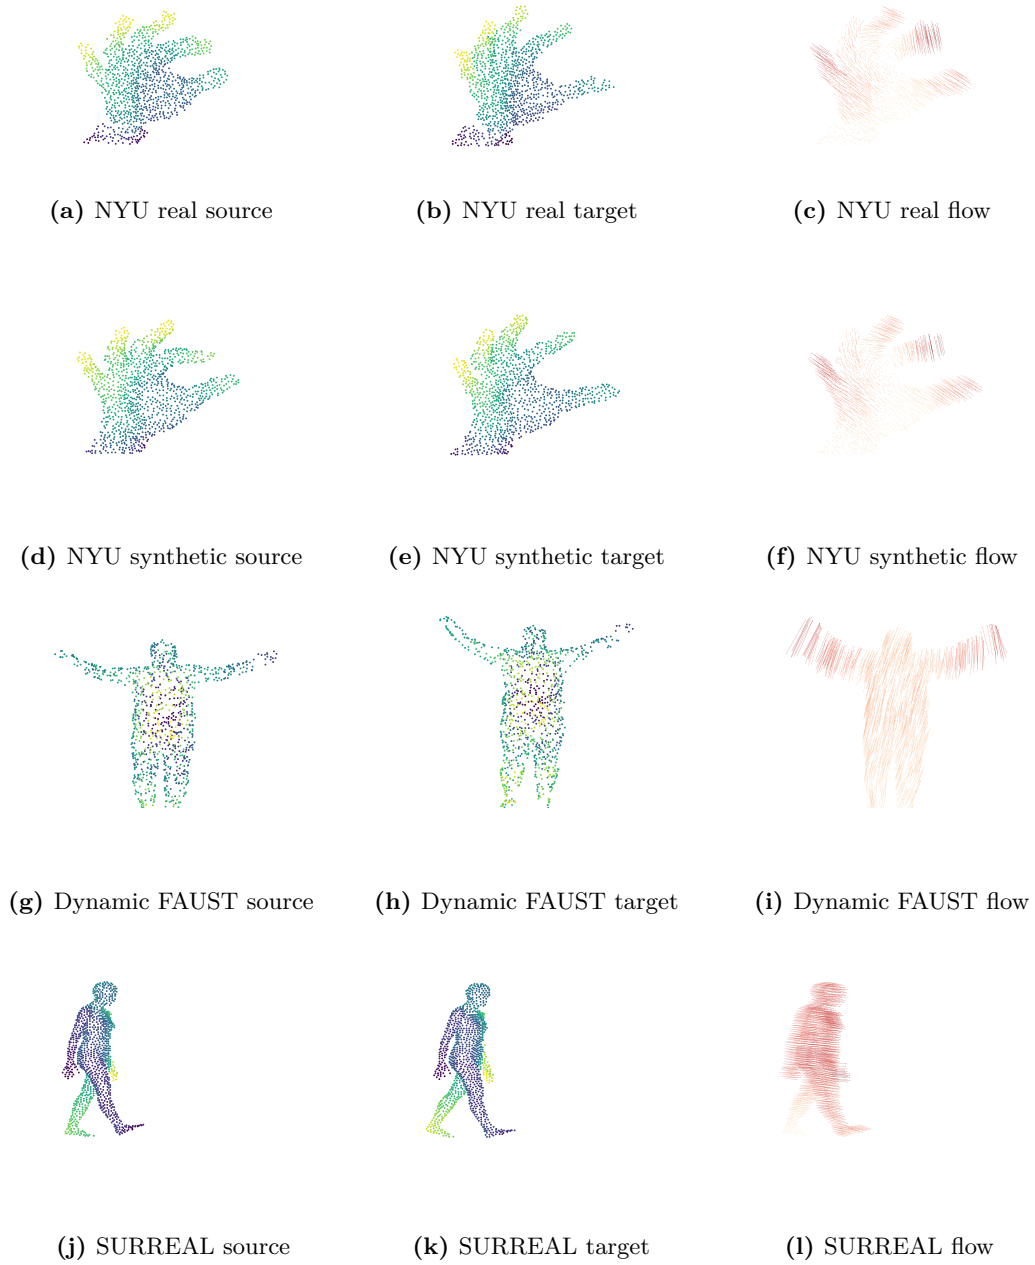 (a) NYU real source
(b) NYU real target
(c) NYU real flow
(d) NYU synthetic source
(e) NYU synthetic target
(f) NYU synthetic flow
(g) Dynamic FAUST source
(h) Dynamic FAUST target
(i) Dynamic FAUST flow
(j) SURREAL source
(k) SURREAL target
(l) SURREAL flow